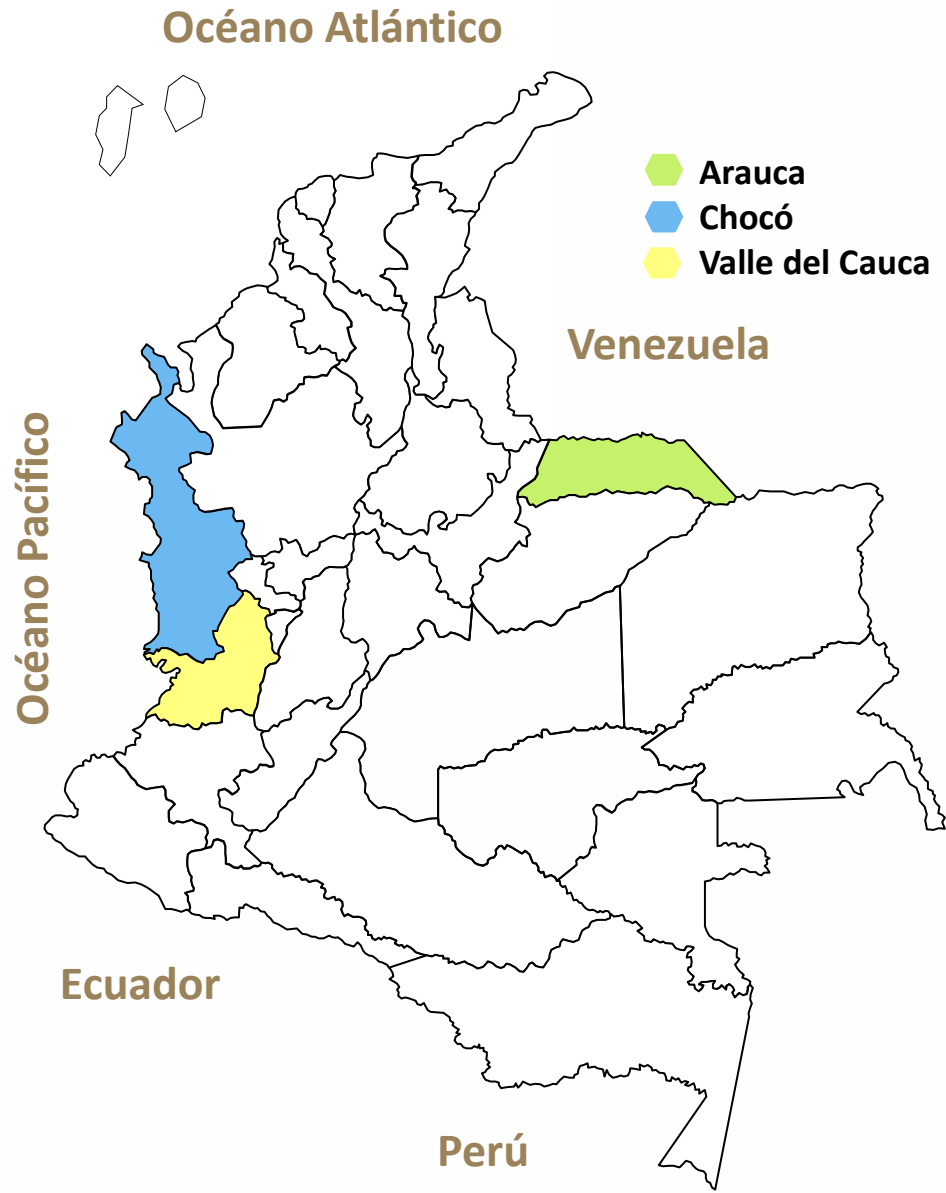 Océano Atlántico
Arauca
Chocó
Valle del Cauca
Venezuela
Océano Pacífico
Ecuador
Perú